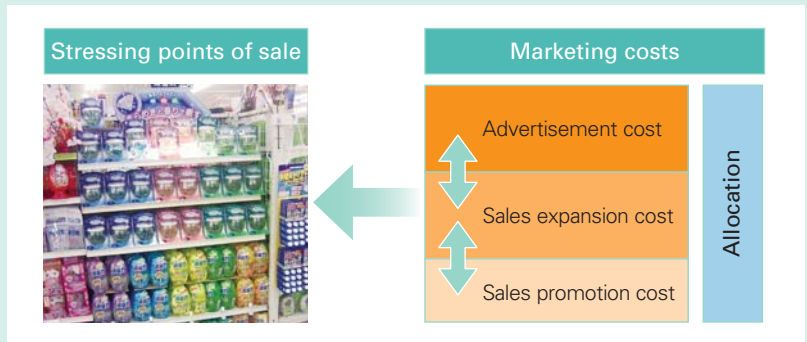 Stressing points of sale
Marketing costs
Advertisement cost
Sales expansion cost
Sales promotion cost
Allocation